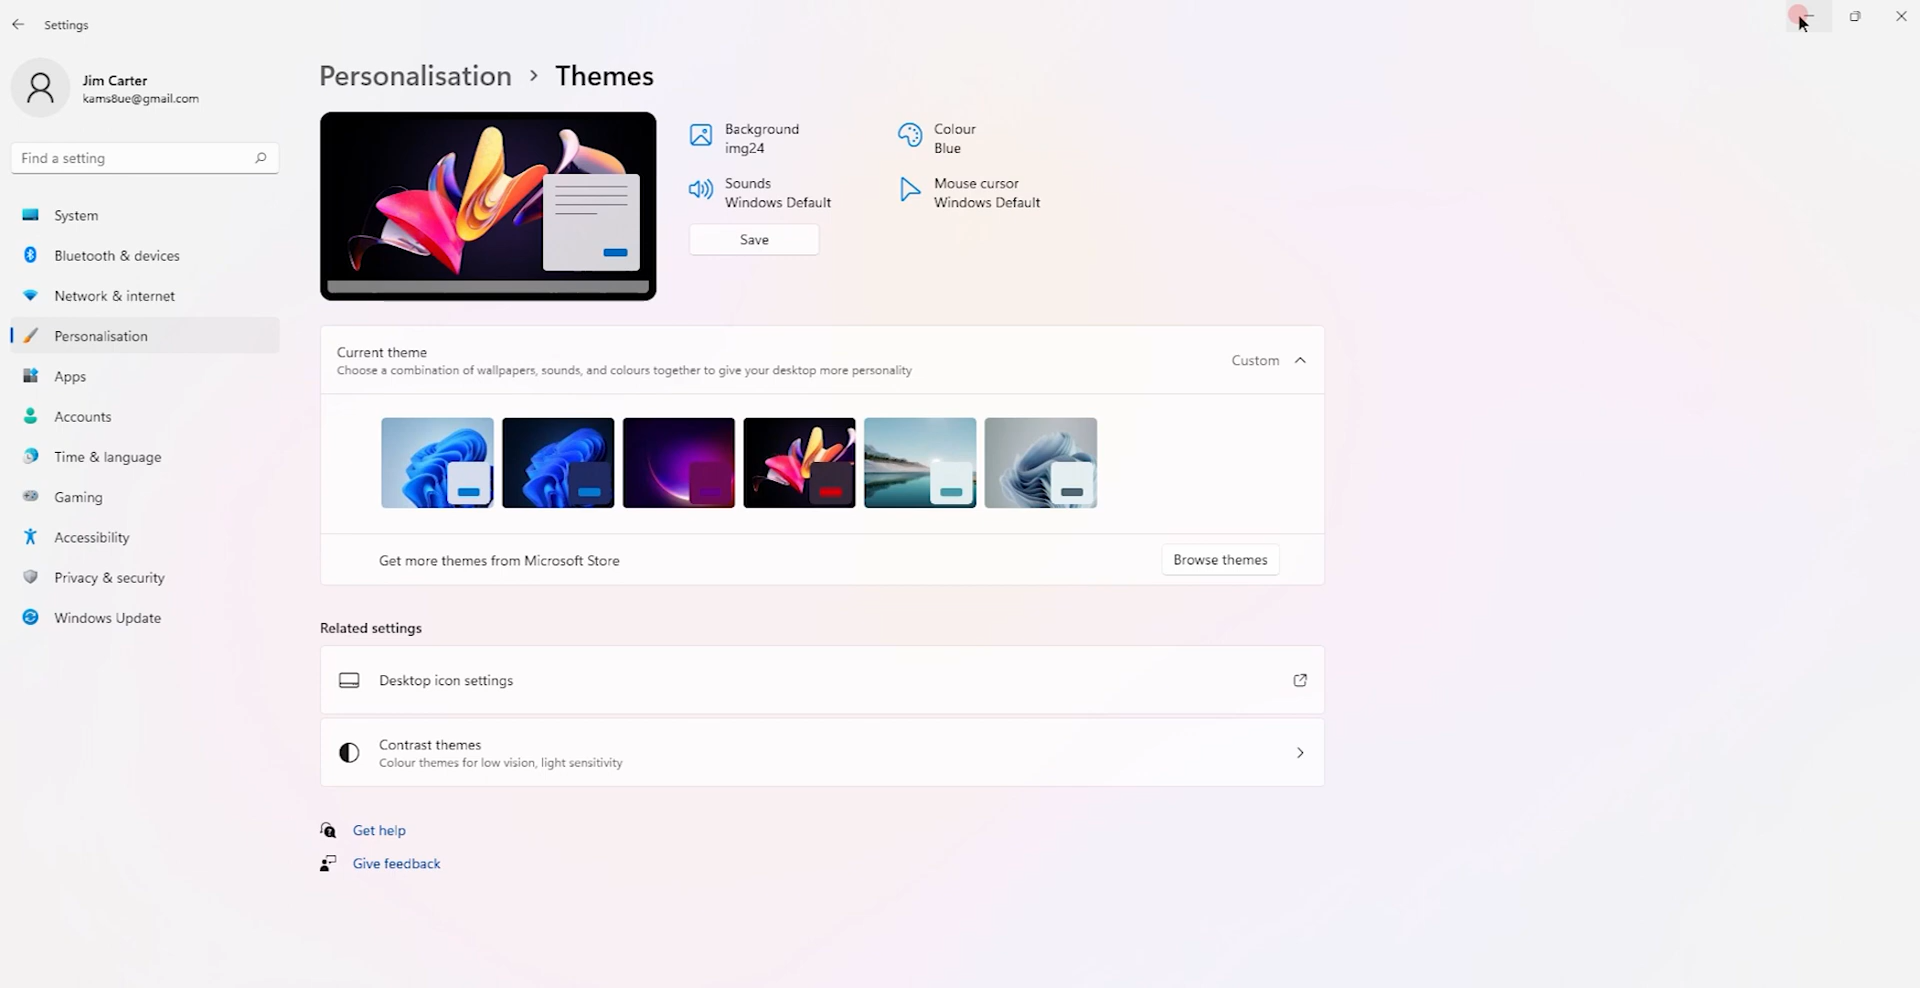 Settings
Jim Carter
kams8ue@gmail.com
Find a setting
System
Bluetooth & devices
Network & internet
Personalisation
Apps
Accounts
Time & language
Gaming
Accessibility
Privacy & security
Windows Update
Personalisation > Themes
Background
img24
Colour
Blue
Sounds
Windows Default
Mouse cursor
Windows Default
Save
Current theme
Choose a combination of wallpapers, sounds, and colours together to give your desktop more personality
Custom
Get more themes from Microsoft Store
Browse themes
Related settings
Desktop icon settings
Contrast themes
Colour themes for low vision, light sensitivity
Get help
Give feedback